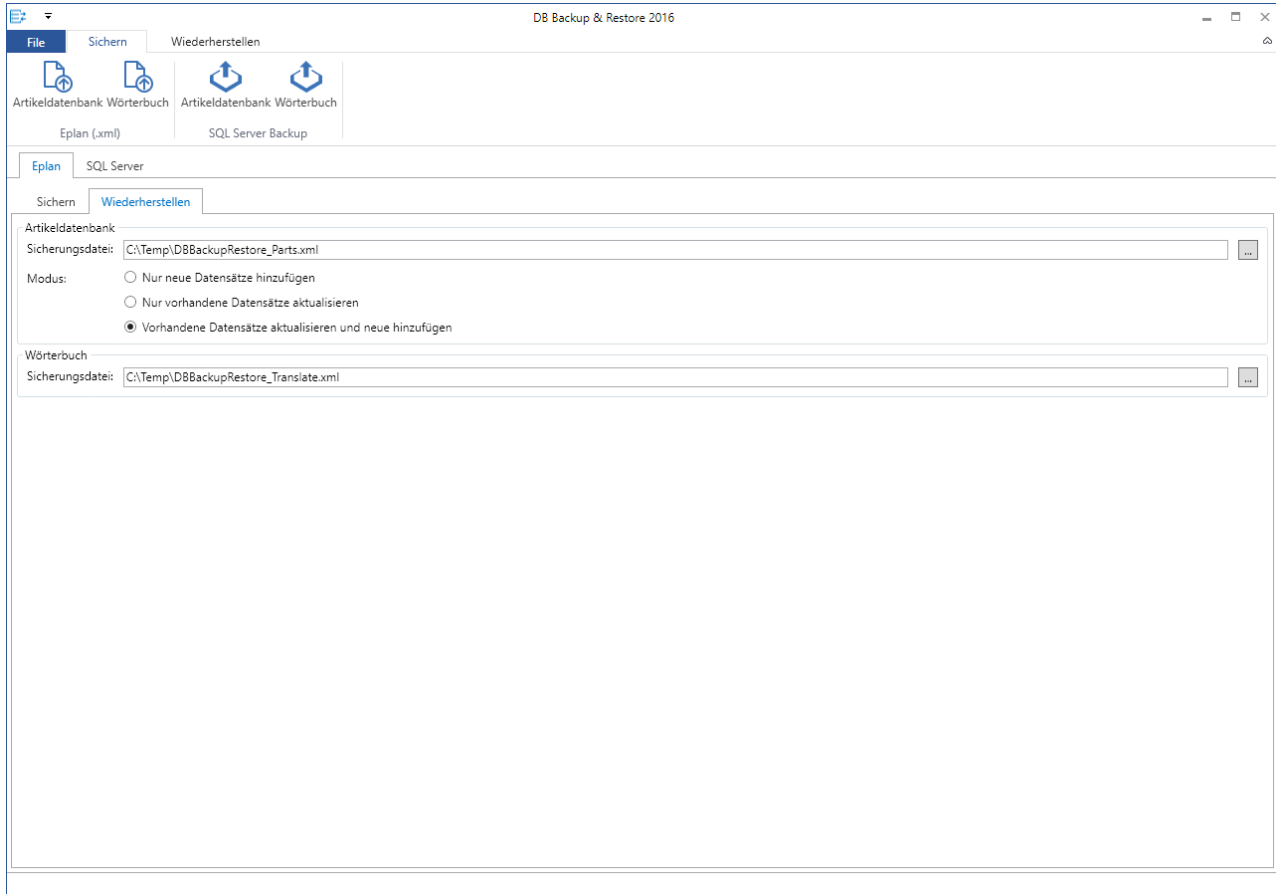 DB Backup & Restore 2016
File Sichern Wiederherstellen
Artikeldatenbank Wörterbuch Artikeldatenbank Wörterbuch
Eplan (.xml) SQL Server Backup
Eplan SQL Server
Sichern Wiederherstellen
Artikeldatenbank
Sicherungsdatei: C:\Temp\DBBackupRestore_Parts.xml ...
Modus: Nur neue Datensätze hinzufügen
Nur vorhandene Datensätze aktualisieren
Vorhandene Datensätze aktualisieren und neue hinzufügen
Wörterbuch
Sicherungsdatei: C:\Temp\DBBackupRestore_Translate.xml ...